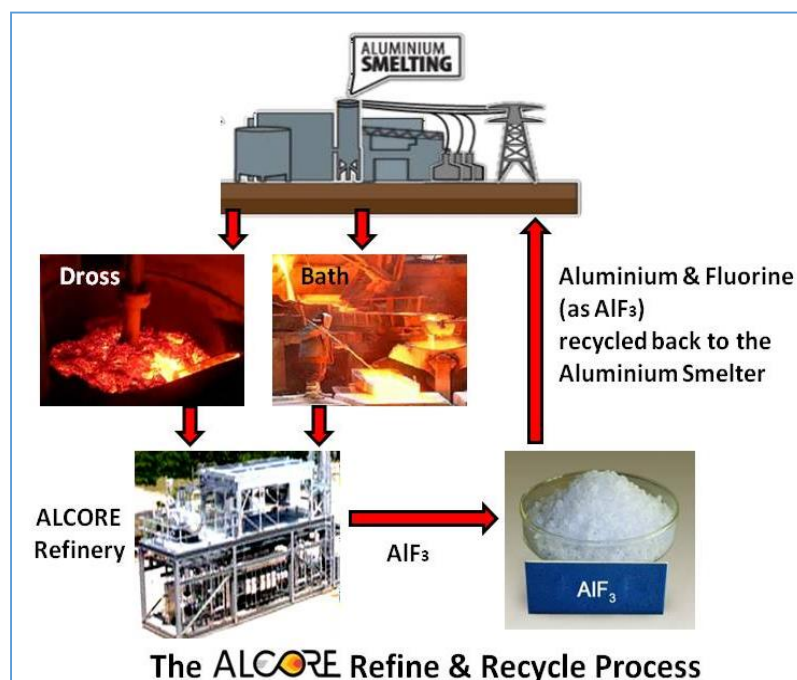 ALUMINIUM
SMELTING
Dross
Bath
Aluminium & Fluorine
(as AlF₃)
recycled back to the
Aluminium Smelter
ALCORE
Refinery
AlF₃
AlF₃
The ALCORE Refine & Recycle Process